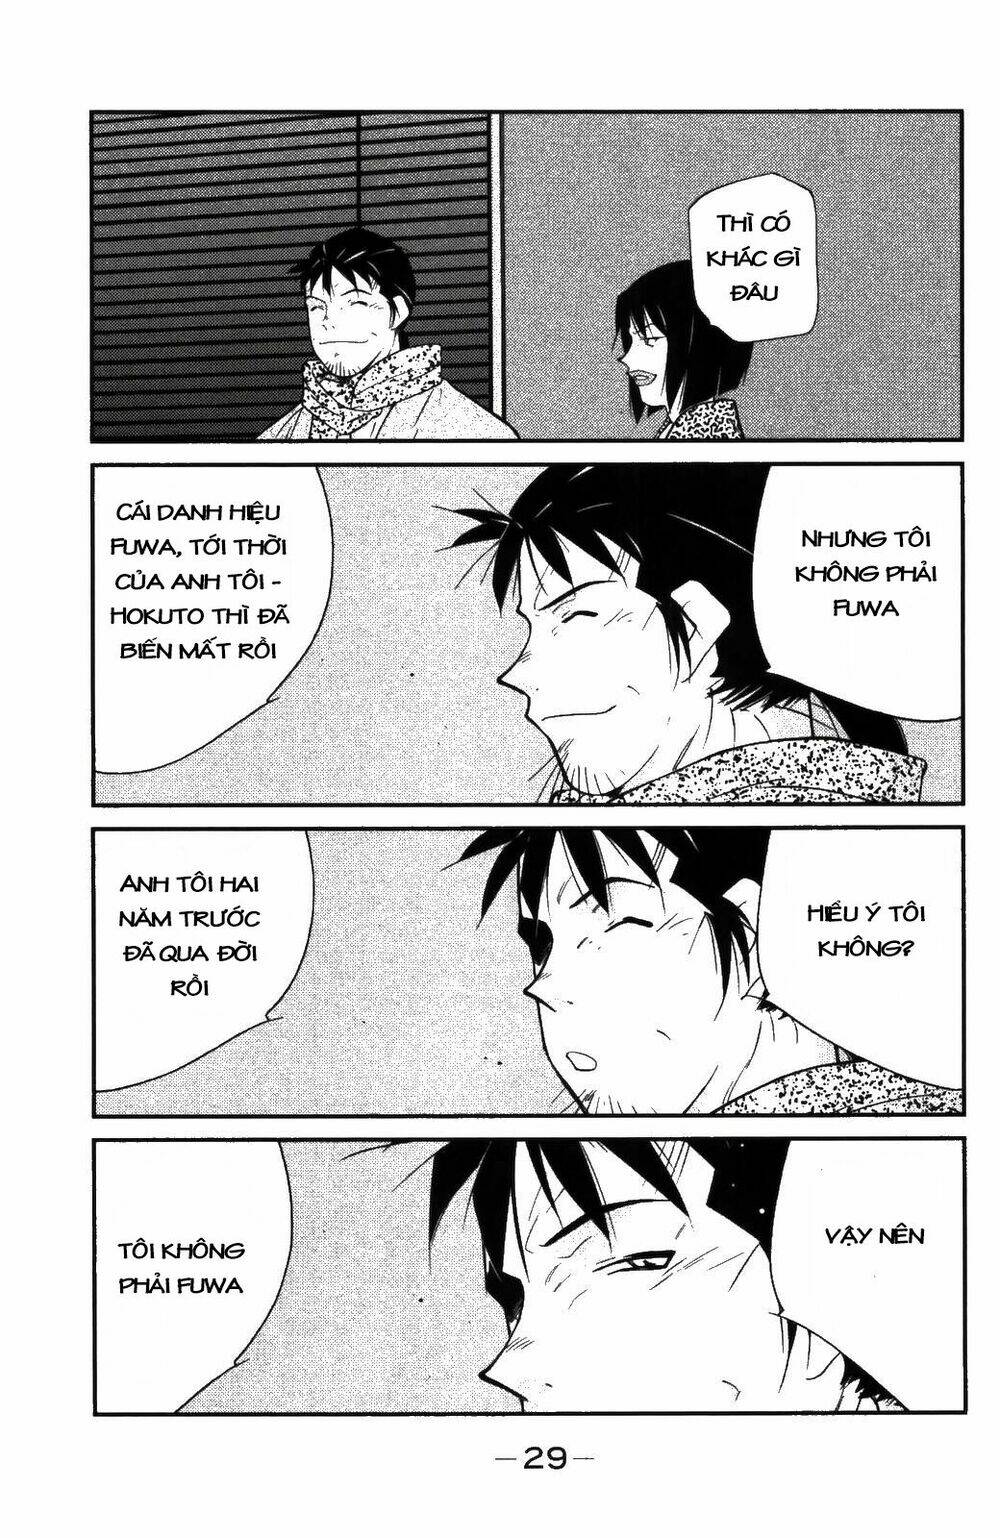 THÌ CÓ
KHÁC GÌ
ĐÂU
NHƯNG TÔI
KHÔNG PHẢI
FUWA
CÁI DANH HIỆU
FUWA, TỚI THỜI
CỦA ANH TÔI -
HOKUTO THÌ ĐÃ
BIẾN MẤT RỒI
HIỂU Ý TÔI
KHÔNG?
ANH TÔI HAI
NĂM TRƯỚC
ĐÃ QUA ĐỜI
RỒI
VẬY NÊN
TÔI KHÔNG
PHẢI FUWA
-29-